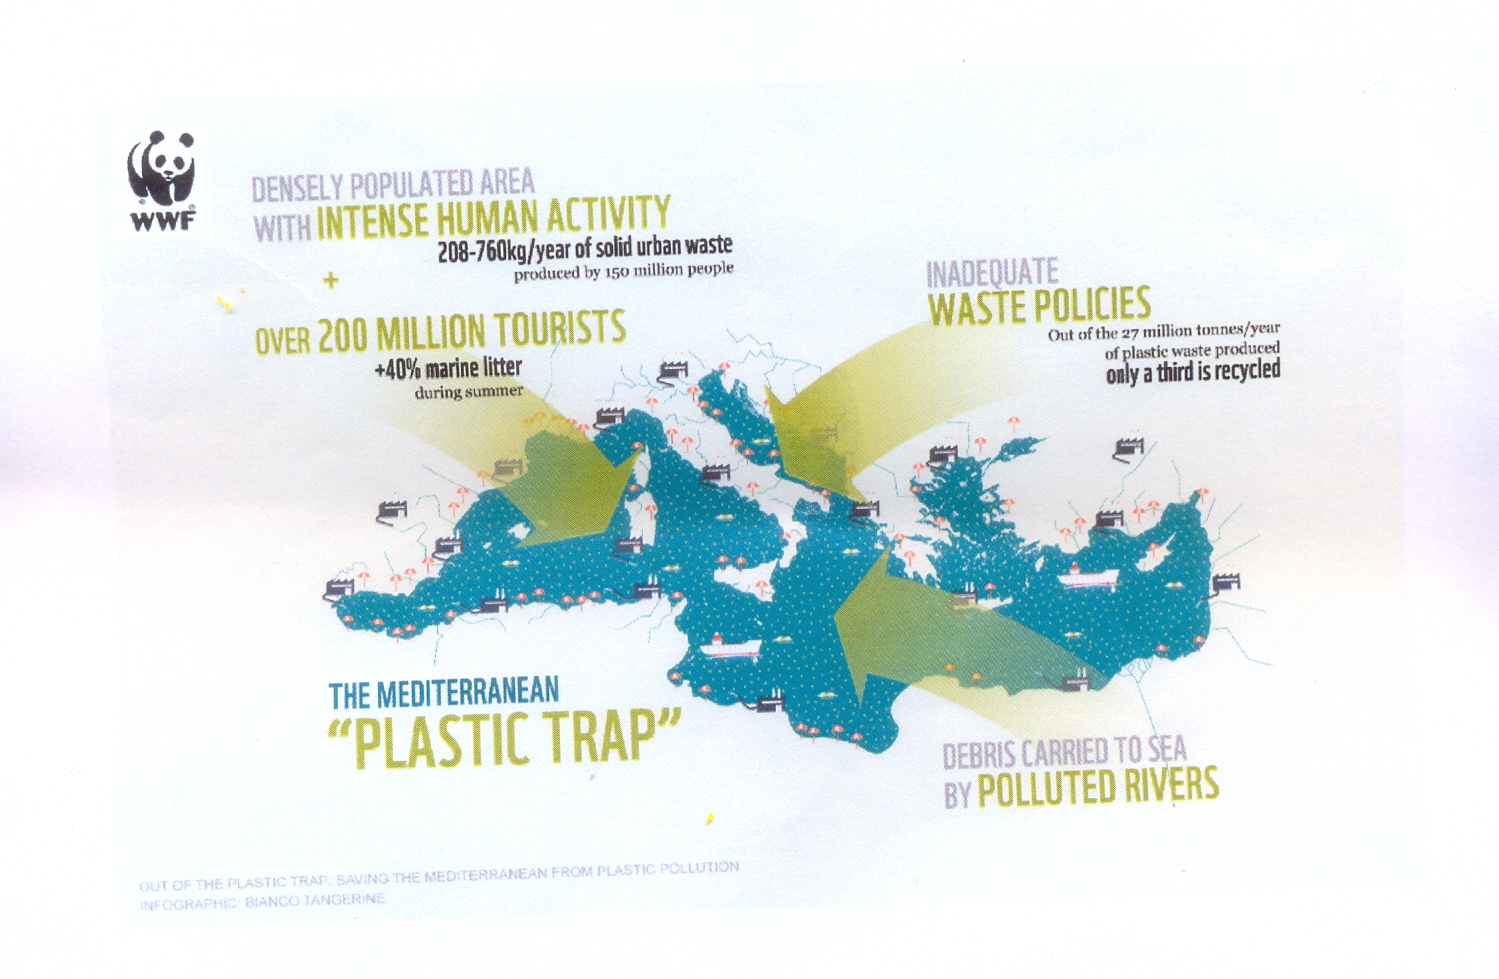 WWF
DENSELY POPULATED AREA
WITH INTENSE HUMAN ACTIVITY
208-760kg/year of solid urban waste
produced by 150 million people
+
OVER 200 MILLION TOURISTS
+40% marine litter
during summer
INADEQUATE
WASTE POLICIES
Out of the 27 million tonnes/year
of plastic waste produced
only a third is recycled
THE MEDITERRANEAN
“PLASTIC TRAP”
DEBRIS CARRIED TO SEA
BY POLLUTED RIVERS
OUT OF THE PLASTIC TRAP: SAVING THE MEDITERRANEAN FROM PLASTIC POLLUTION
INFOGRAPHIC: BIANCO TANGERINE